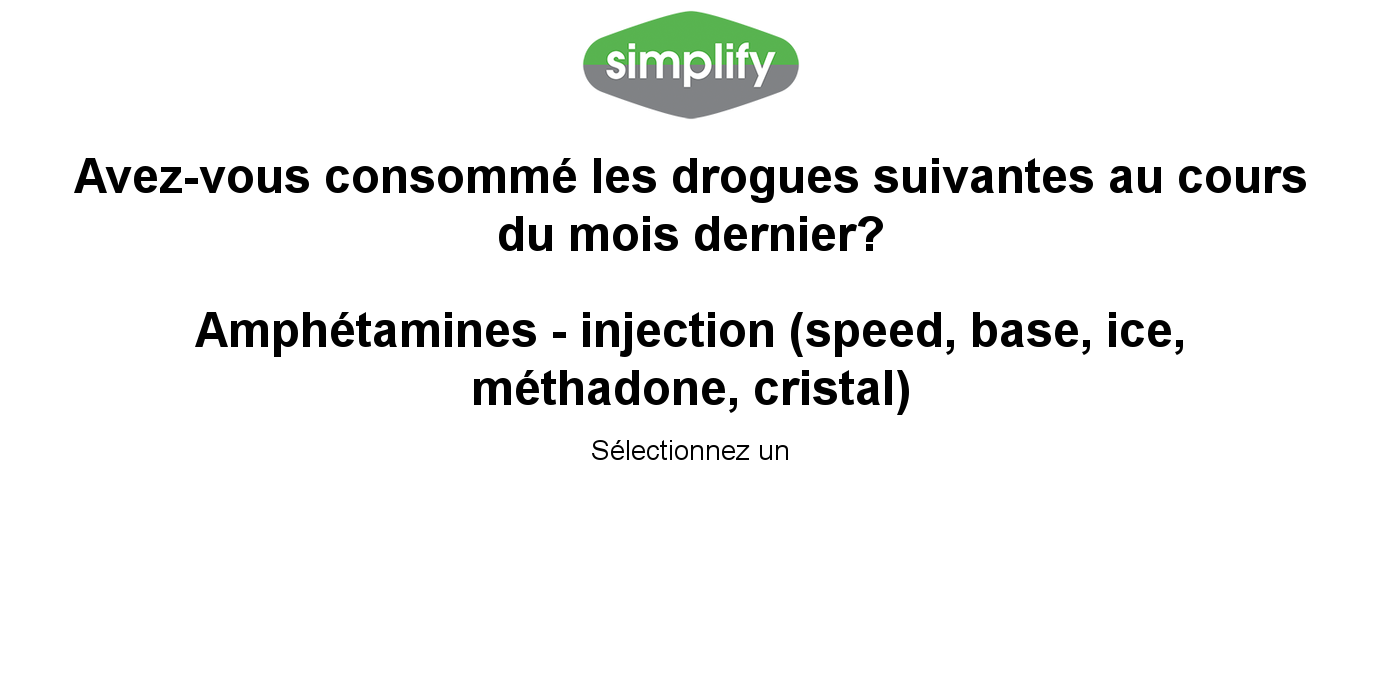 simplify
Avez-vous consommé les drogues suivantes au cours
du mois dernier?
Amphétamines - injection (speed, base, ice,
méthadone, cristal)
Sélectionnez un